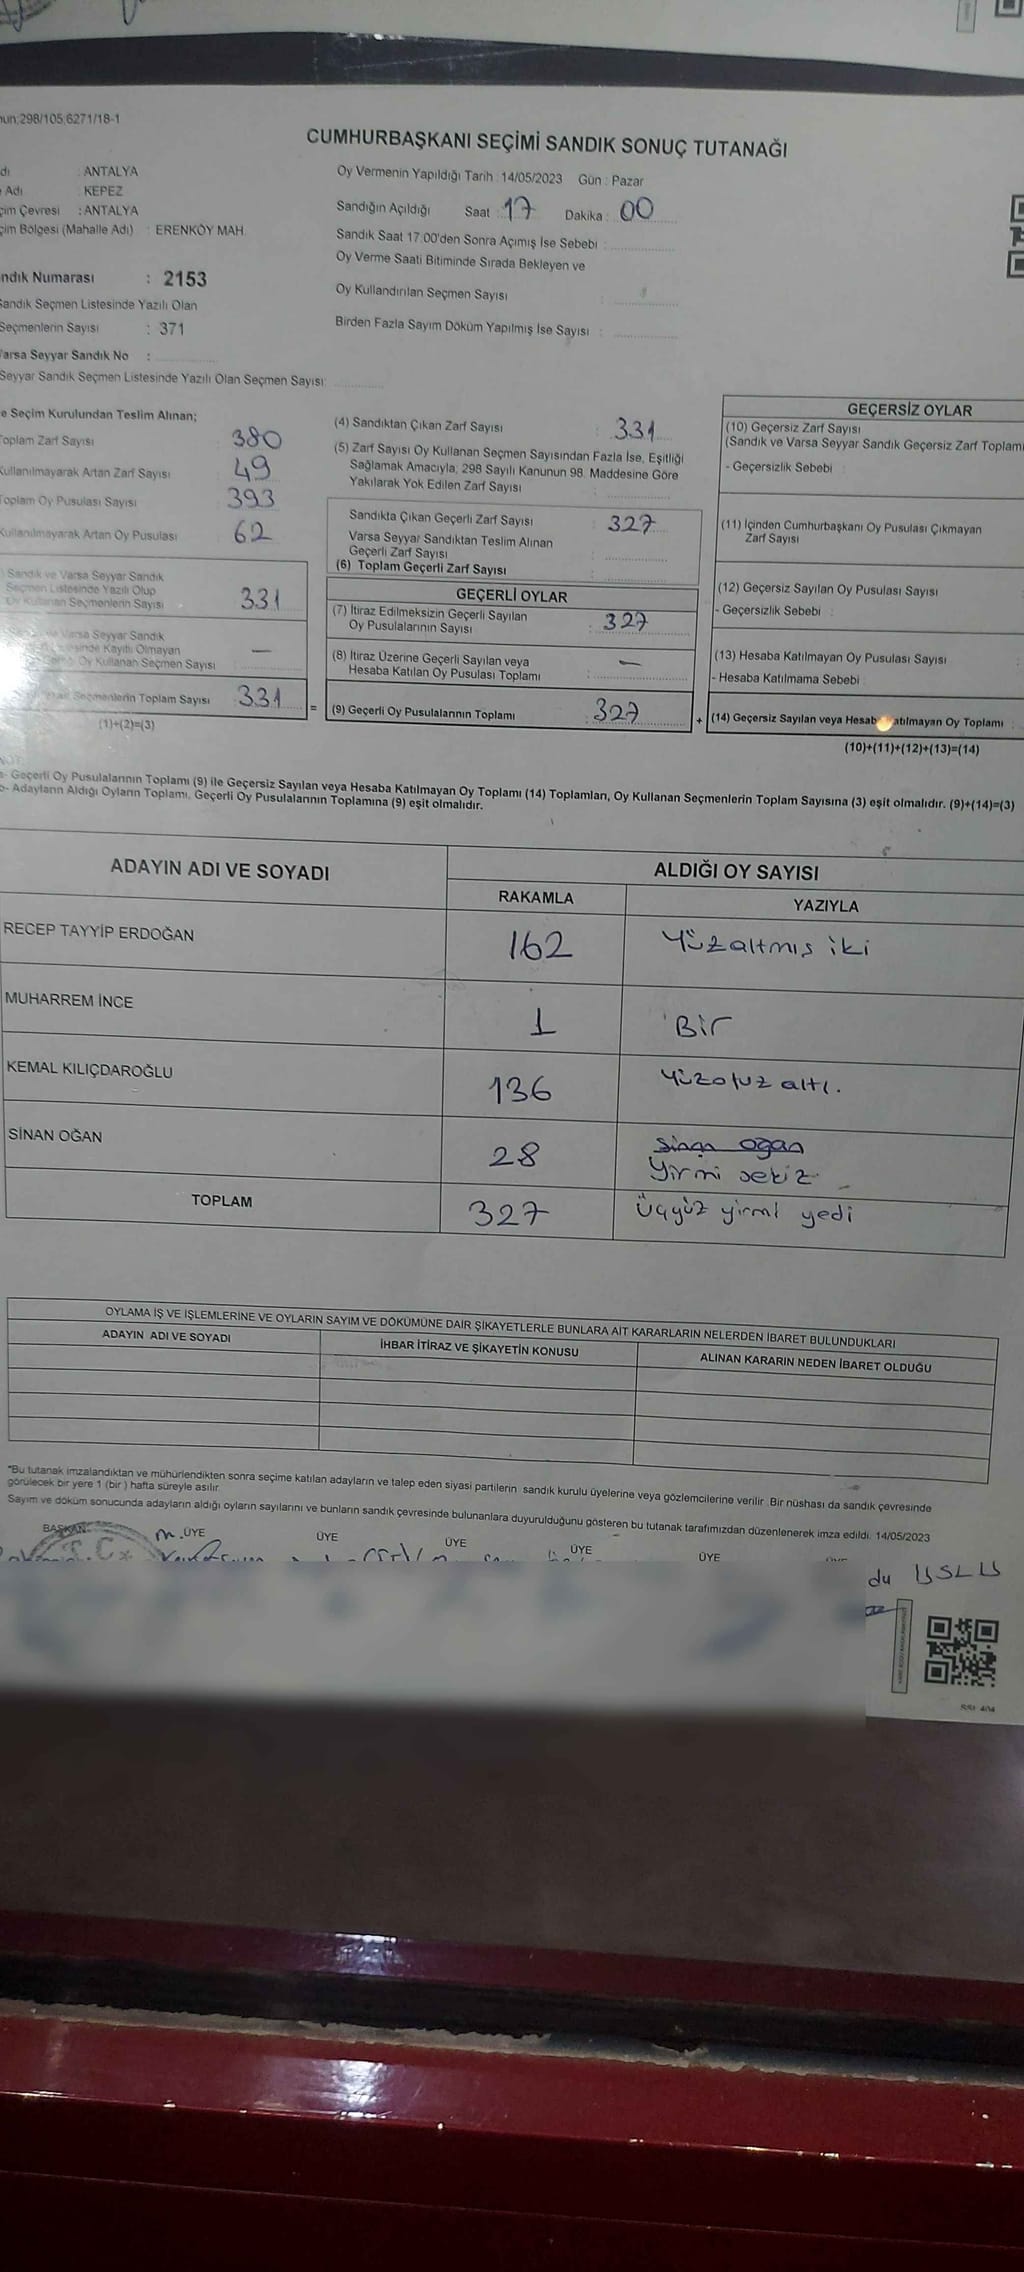 298/105;6271/18-1
CUMHURBAŞKANI SEÇİMİ SANDIK SONUÇ TUTANAĞI
: ANTALYA
Adı : KEPEZ
Çevresi : ANTALYA
Bölgesi (Mahalle Adı) : ERENKÖY MAH.
Oy Vermenin Yapıldığı Tarih : 14/05/2023 Gün : Pazar
Sandığın Açıldığı Saat : 17 Dakika : 00
Sandık Saat 17:00'den Sonra Açımış İse Sebebi :
Oy Verme Saati Bitiminde Sırada Bekleyen ve
Oy Kullandırılan Seçmen Sayısı :
Birden Fazla Sayım Döküm Yapılmış İse Sayısı :
Numarası : 2153
Sandık Seçmen Listesinde Yazılı Olan
Seçmenlerin Sayısı : 371
Varsa Seyyar Sandık No :
Seyyar Sandık Seçmen Listesinde Yazılı Olan Seçmen Sayısı:
Seçim Kurulundan Teslim Alınan;
Toplam Zarf Sayısı 380
Kullanılmayarak Artan Zarf Sayısı 49
Toplam Oy Pusulası Sayısı 393
Kullanılmayarak Artan Oy Pusulası 62
Sandık ve Varsa Seyyar Sandık
Seçmen Listesinde Yazılı Olup
Oy Kullanan Seçmenlerin Sayısı 331
Varsa Seyyar Sandık
Kayıtlı Olmayan
Oy Kullanan Seçmen Sayısı —
Seçmenlerin Toplam Sayısı 331
(1)+(2)=(3)
(4) Sandıktan Çıkan Zarf Sayısı : 331
(5) Zarf Sayısı Oy Kullanan Seçmen Sayısından Fazla İse, Eşitliği
Sağlamak Amacıyla; 298 Sayılı Kanunun 98. Maddesine Göre
Yakılarak Yok Edilen Zarf Sayısı :
Sandıkta Çıkan Geçerli Zarf Sayısı : 327
Varsa Seyyar Sandıktan Teslim Alınan
Geçerli Zarf Sayısı :
(6) Toplam Geçerli Zarf Sayısı :
GEÇERLİ OYLAR
(7) İtiraz Edilmeksizin Geçerli Sayılan
Oy Pusulalarının Sayısı : 327
(8) İtiraz Üzerine Geçerli Sayılan veya
Hesaba Katılan Oy Pusulası Toplamı : —
= (9) Geçerli Oy Pusulalarının Toplamı : 327 +
GEÇERSİZ OYLAR
(10) Geçersiz Zarf Sayısı
(Sandık ve Varsa Seyyar Sandık Geçersiz Zarf Toplamı
- Geçersizlik Sebebi :
(11) İçinden Cumhurbaşkanı Oy Pusulası Çıkmayan
Zarf Sayısı
(12) Geçersiz Sayılan Oy Pusulası Sayısı
- Geçersizlik Sebebi :
(13) Hesaba Katılmayan Oy Pusulası Sayısı :
- Hesaba Katılmama Sebebi :
(14) Geçersiz Sayılan veya Hesaba Katılmayan Oy Toplamı :
(10)+(11)+(12)+(13)=(14)
NOT:
a- Geçerli Oy Pusulalarının Toplamı (9) ile Geçersiz Sayılan veya Hesaba Katılmayan Oy Toplamı (14) Toplamları, Oy Kullanan Seçmenlerin Toplam Sayısına (3) eşit olmalıdır. (9)+(14)=(3)
b- Adayların Aldığı Oyların Toplamı, Geçerli Oy Pusulalarının Toplamına (9) eşit olmalıdır.
ADAYIN ADI VE SOYADI ALDIĞI OY SAYISI
RAKAMLA YAZIYLA
RECEP TAYYİP ERDOĞAN 162 Yüzaltmış iki
MUHARREM İNCE 1 Bir
KEMAL KILIÇDAROĞLU 136 Yüzotuz altı.
SİNAN OĞAN 28 Sinan oğan
Yirmi sekiz
TOPLAM 327 Üçyüz yirmi yedi
OYLAMA İŞ VE İŞLEMLERİNE VE OYLARIN SAYIM VE DÖKÜMÜNE DAİR ŞİKAYETLERLE BUNLARA AİT KARARLARIN NELERDEN İBARET BULUNDUKLARI
ADAYIN ADI VE SOYADI İHBAR İTİRAZ VE ŞİKAYETİN KONUSU ALINAN KARARIN NEDEN İBARET OLDUĞU
*Bu tutanak imzalandıktan ve mühürlendikten sonra seçime katılan adayların ve talep eden siyasi partilerin sandık kurulu üyelerine veya gözlemcilerine verilir. Bir nüshası da sandık çevresinde
görülecek bir yere 1 (bir) hafta süreyle asılır.
Sayım ve döküm sonucunda adayların aldığı oyların sayılarını ve bunların sandık çevresinde bulunanlara duyurulduğunu gösteren bu tutanak tarafımızdan düzenlenerek imza edildi. 14/05/2023
BAŞKAN ÜYE ÜYE ÜYE ÜYE ÜYE
T.C.
du USLU